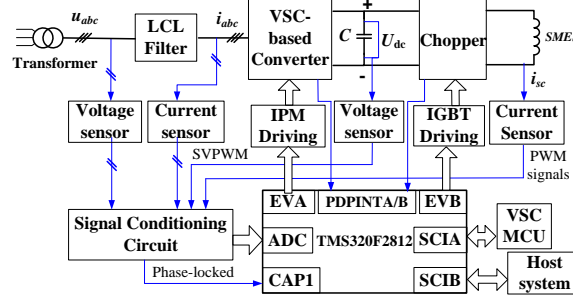 u_abc
LCL
Filter
i_abc
VSC-
based
Converter
+
C
U_dc
-
Chopper
SME
Transformer
i_sc
Voltage
sensor
Current
sensor
IPM
Driving
Voltage
sensor
IGBT
Driving
Current
Sensor
SVPWM
PWM
signals
Signal Conditioning
Circuit
EVA
PDPINTA/B
EVB
ADC
TMS320F2812
SCIA
VSC
MCU
Phase-locked
CAP1
SCIB
Host
system